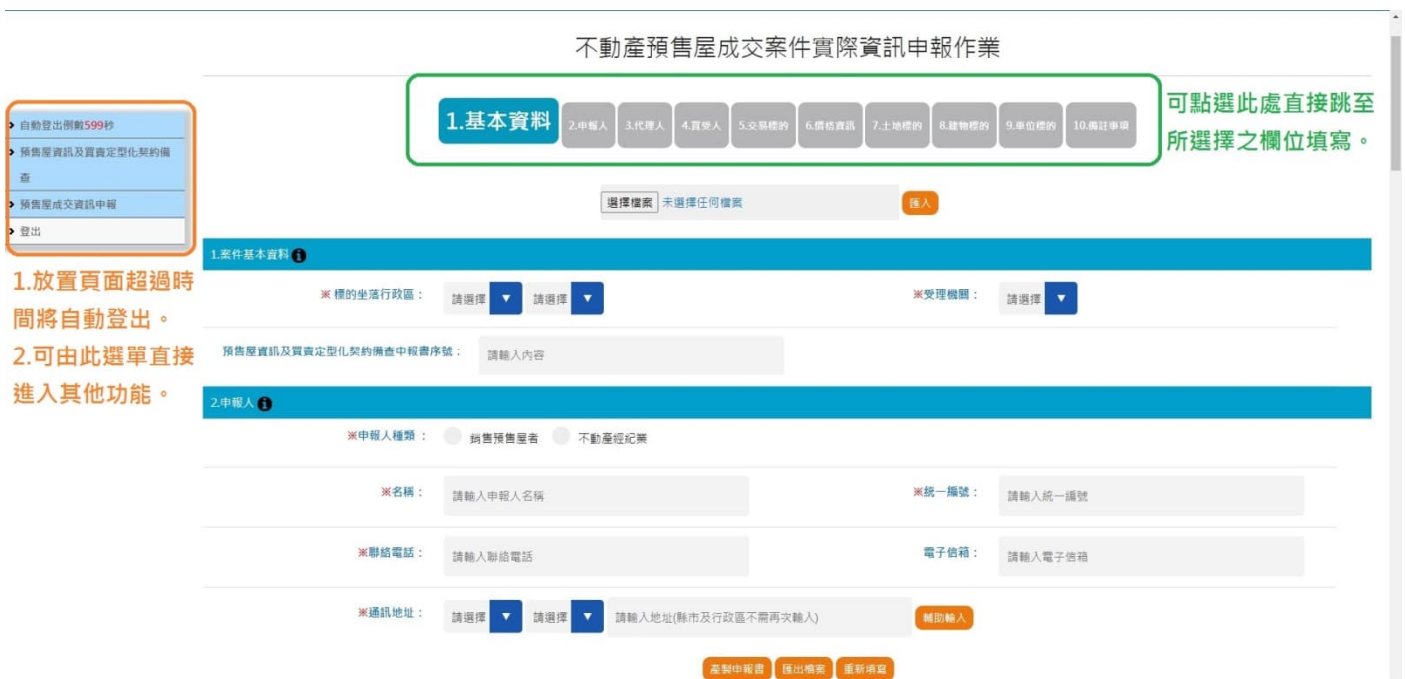 不動產預售屋成交案件實際資訊申報作業
1.基本資料 2.申報人 3.代理人 4.買受人 5.交易標的 6.價格資訊 7.土地標的 8.建物標的 9.車位標的 10.備註事項
可點選此處直接跳至
所選擇之欄位填寫。
自動登出倒數599秒
預售屋資訊及買賣定型化契約備
查
預售屋成交資訊申報
登出
1.放置頁面超過時
間將自動登出。
2.可由此選單直接
進入其他功能。
選擇檔案 未選擇任何檔案 匯入
1.案件基本資料
※標的坐落行政區： 請選擇 請選擇 ※受理機關： 請選擇
預售屋資訊及買賣定型化契約備查申報書序號： 請輸入內容
2.申報人
※申報人種類： 銷售預售屋者 不動產經紀業
※名稱： 請輸入申報人名稱 ※統一編號： 請輸入統一編號
※聯絡電話： 請輸入聯絡電話 電子信箱： 請輸入電子信箱
※通訊地址： 請選擇 請選擇 請輸入地址(縣市及行政區不需再次輸入) 輔助輸入
產製申報書 匯出檔案 重新填寫